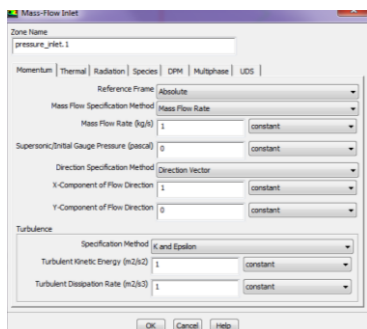 Mass-Flow Inlet
Zone Name
pressure_inlet.1
Momentum Thermal Radiation Species DPM Multiphase UDS
Reference Frame Absolute
Mass Flow Specification Method Mass Flow Rate
Mass Flow Rate (kg/s) 1 constant
Supersonic/Initial Gauge Pressure (pascal) 0 constant
Direction Specification Method Direction Vector
X-Component of Flow Direction 1 constant
Y-Component of Flow Direction 0 constant
Turbulence
Specification Method K and Epsilon
Turbulent Kinetic Energy (m2/s2) 1 constant
Turbulent Dissipation Rate (m2/s3) 1 constant
OK Cancel Help